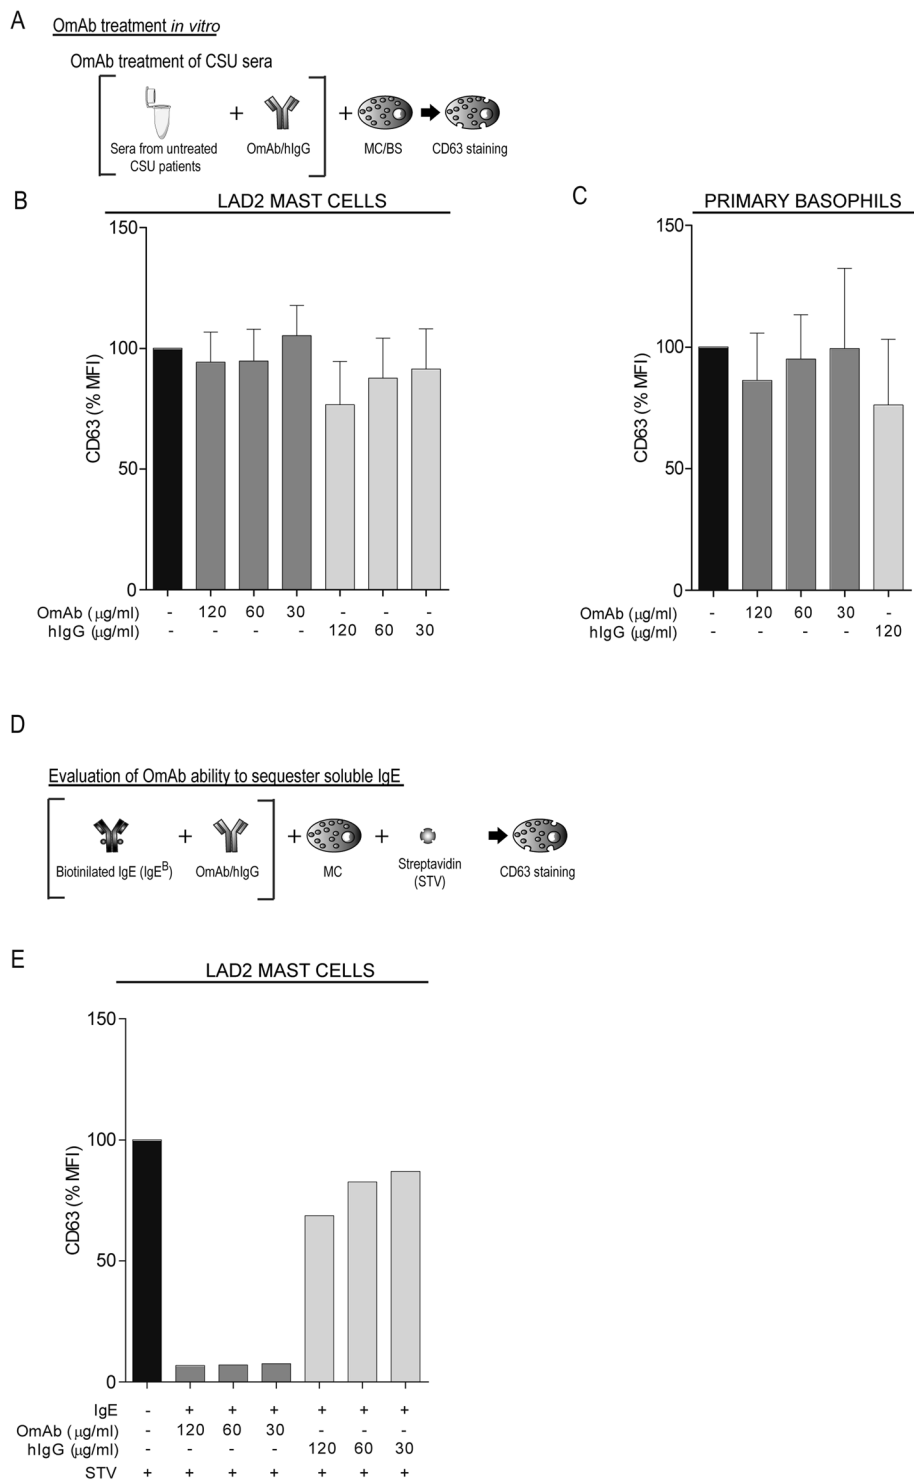 A
OmAb treatment in vitro
OmAb treatment of CSU sera
+ + 
Sera from untreated CSU patients
OmAb/hIgG
MC/BS
CD63 staining
B
LAD2 MAST CELLS
CD63 (% MFI)
150
100
50
0
OmAb (μg/ml) - 120 60 30 - - -
hIgG (μg/ml) - - - - 120 60 30
C
PRIMARY BASOPHILS
CD63 (% MFI)
150
100
50
0
OmAb (μg/ml) - 120 60 30 -
hIgG (μg/ml) - - - - 120
D
Evaluation of OmAb ability to sequester soluble IgE
+ + +
Biotinilated IgE (IgEB)
OmAb/hIgG
MC
Streptavidin
(STV)
CD63 staining
E
LAD2 MAST CELLS
CD63 (% MFI)
150
100
50
0
IgE - + + + + + +
OmAb (μg/ml) - 120 60 30 - - -
hIgG (μg/ml) - - - - 120 60 30
STV + + + + + + +